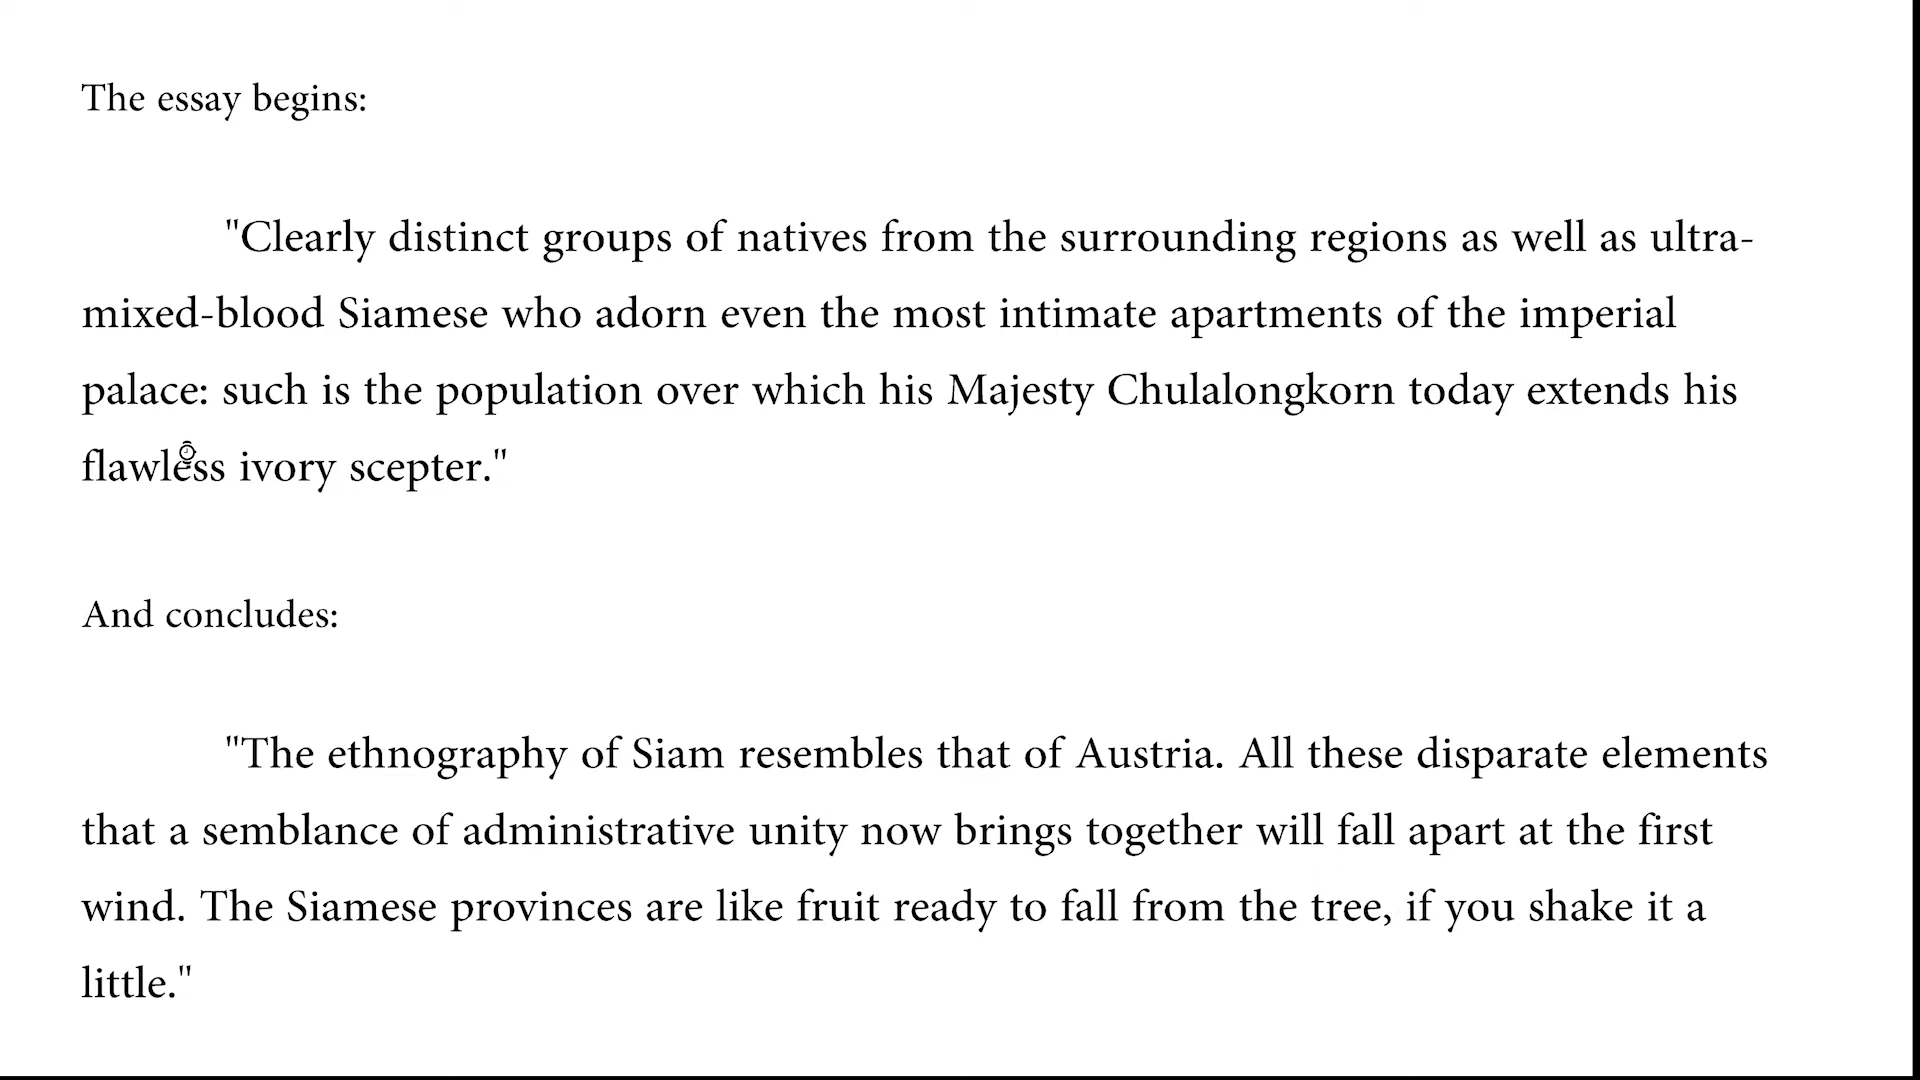 The essay begins:
"Clearly distinct groups of natives from the surrounding regions as well as ultra-
mixed-blood Siamese who adorn even the most intimate apartments of the imperial
palace: such is the population over which his Majesty Chulalongkorn today extends his
flawless ivory scepter."
And concludes:
"The ethnography of Siam resembles that of Austria. All these disparate elements
that a semblance of administrative unity now brings together will fall apart at the first
wind. The Siamese provinces are like fruit ready to fall from the tree, if you shake it a
little."